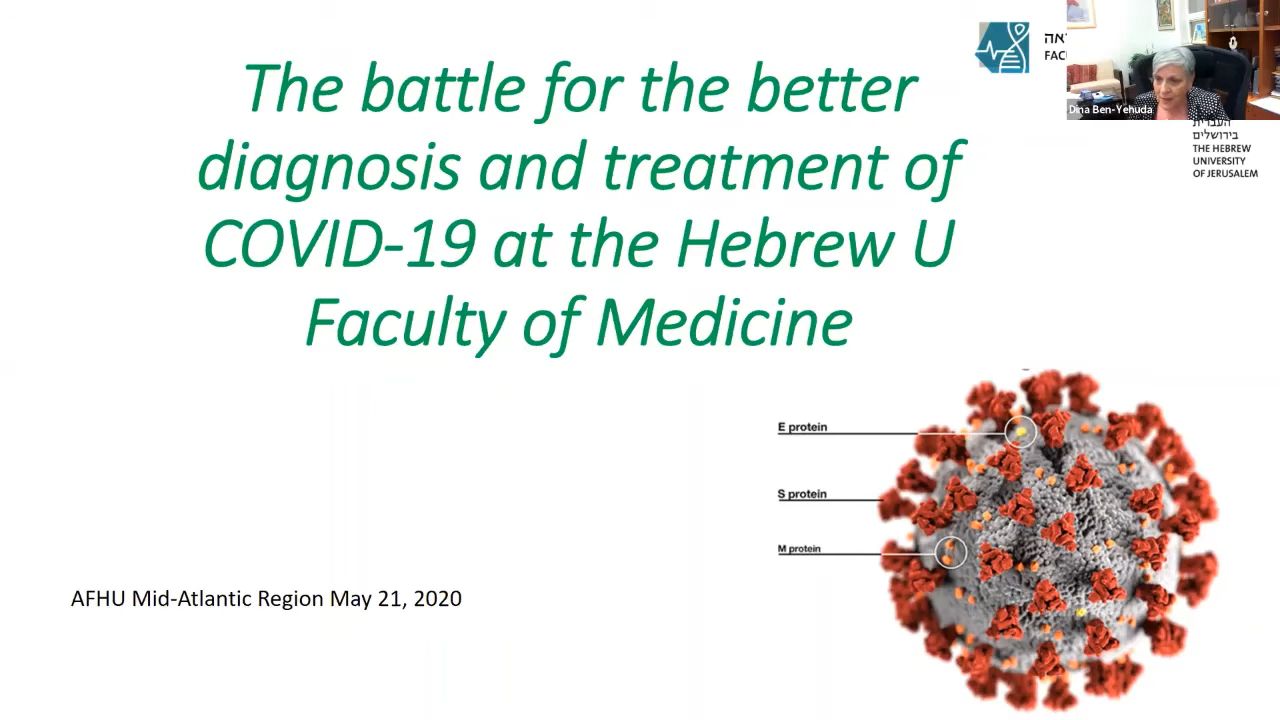 The battle for the better
diagnosis and treatment of
COVID-19 at the Hebrew U
Faculty of Medicine
Dina Ben-Yehuda
העברית
בירושלים
THE HEBREW
UNIVERSITY
OF JERUSALEM
E protein
S protein
M protein
AFHU Mid-Atlantic Region May 21, 2020